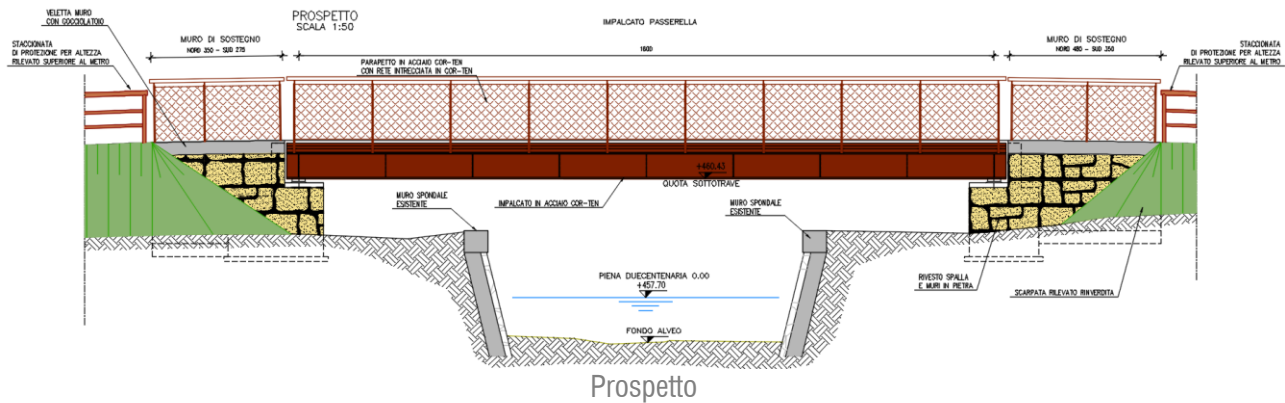 VELETTA MURO
CON GOCCIOLATOIO
PROSPETTO
SCALA 1:50
IMPALCATO PASSERELLA
STACCIONATA
DI PROTEZIONE PER ALTEZZA
RILEVATO SUPERIORE AL METRO
MURO DI SOSTEGNO
NORD 350 - SUD 275
1600
MURO DI SOSTEGNO
NORD 480 - SUD 350
STACCIONATA
DI PROTEZIONE PER ALTEZZA
RILEVATO SUPERIORE AL METRO
PARAPETTO IN ACCIAIO COR-TEN
CON RETE INTRECCIATA IN COR-TEN
+460.43
QUOTA SOTTOTRAVE
MURO SPONDALE
ESISTENTE
IMPALCATO IN ACCIAIO COR-TEN
MURO SPONDALE
ESISTENTE
PIENA DUECENTENARIA 0.00
+457.70
RIVESTO SPALLA
E MURI IN PIETRA
SCARPATA RILEVATO RINVERDITA
FONDO ALVEO
Prospetto